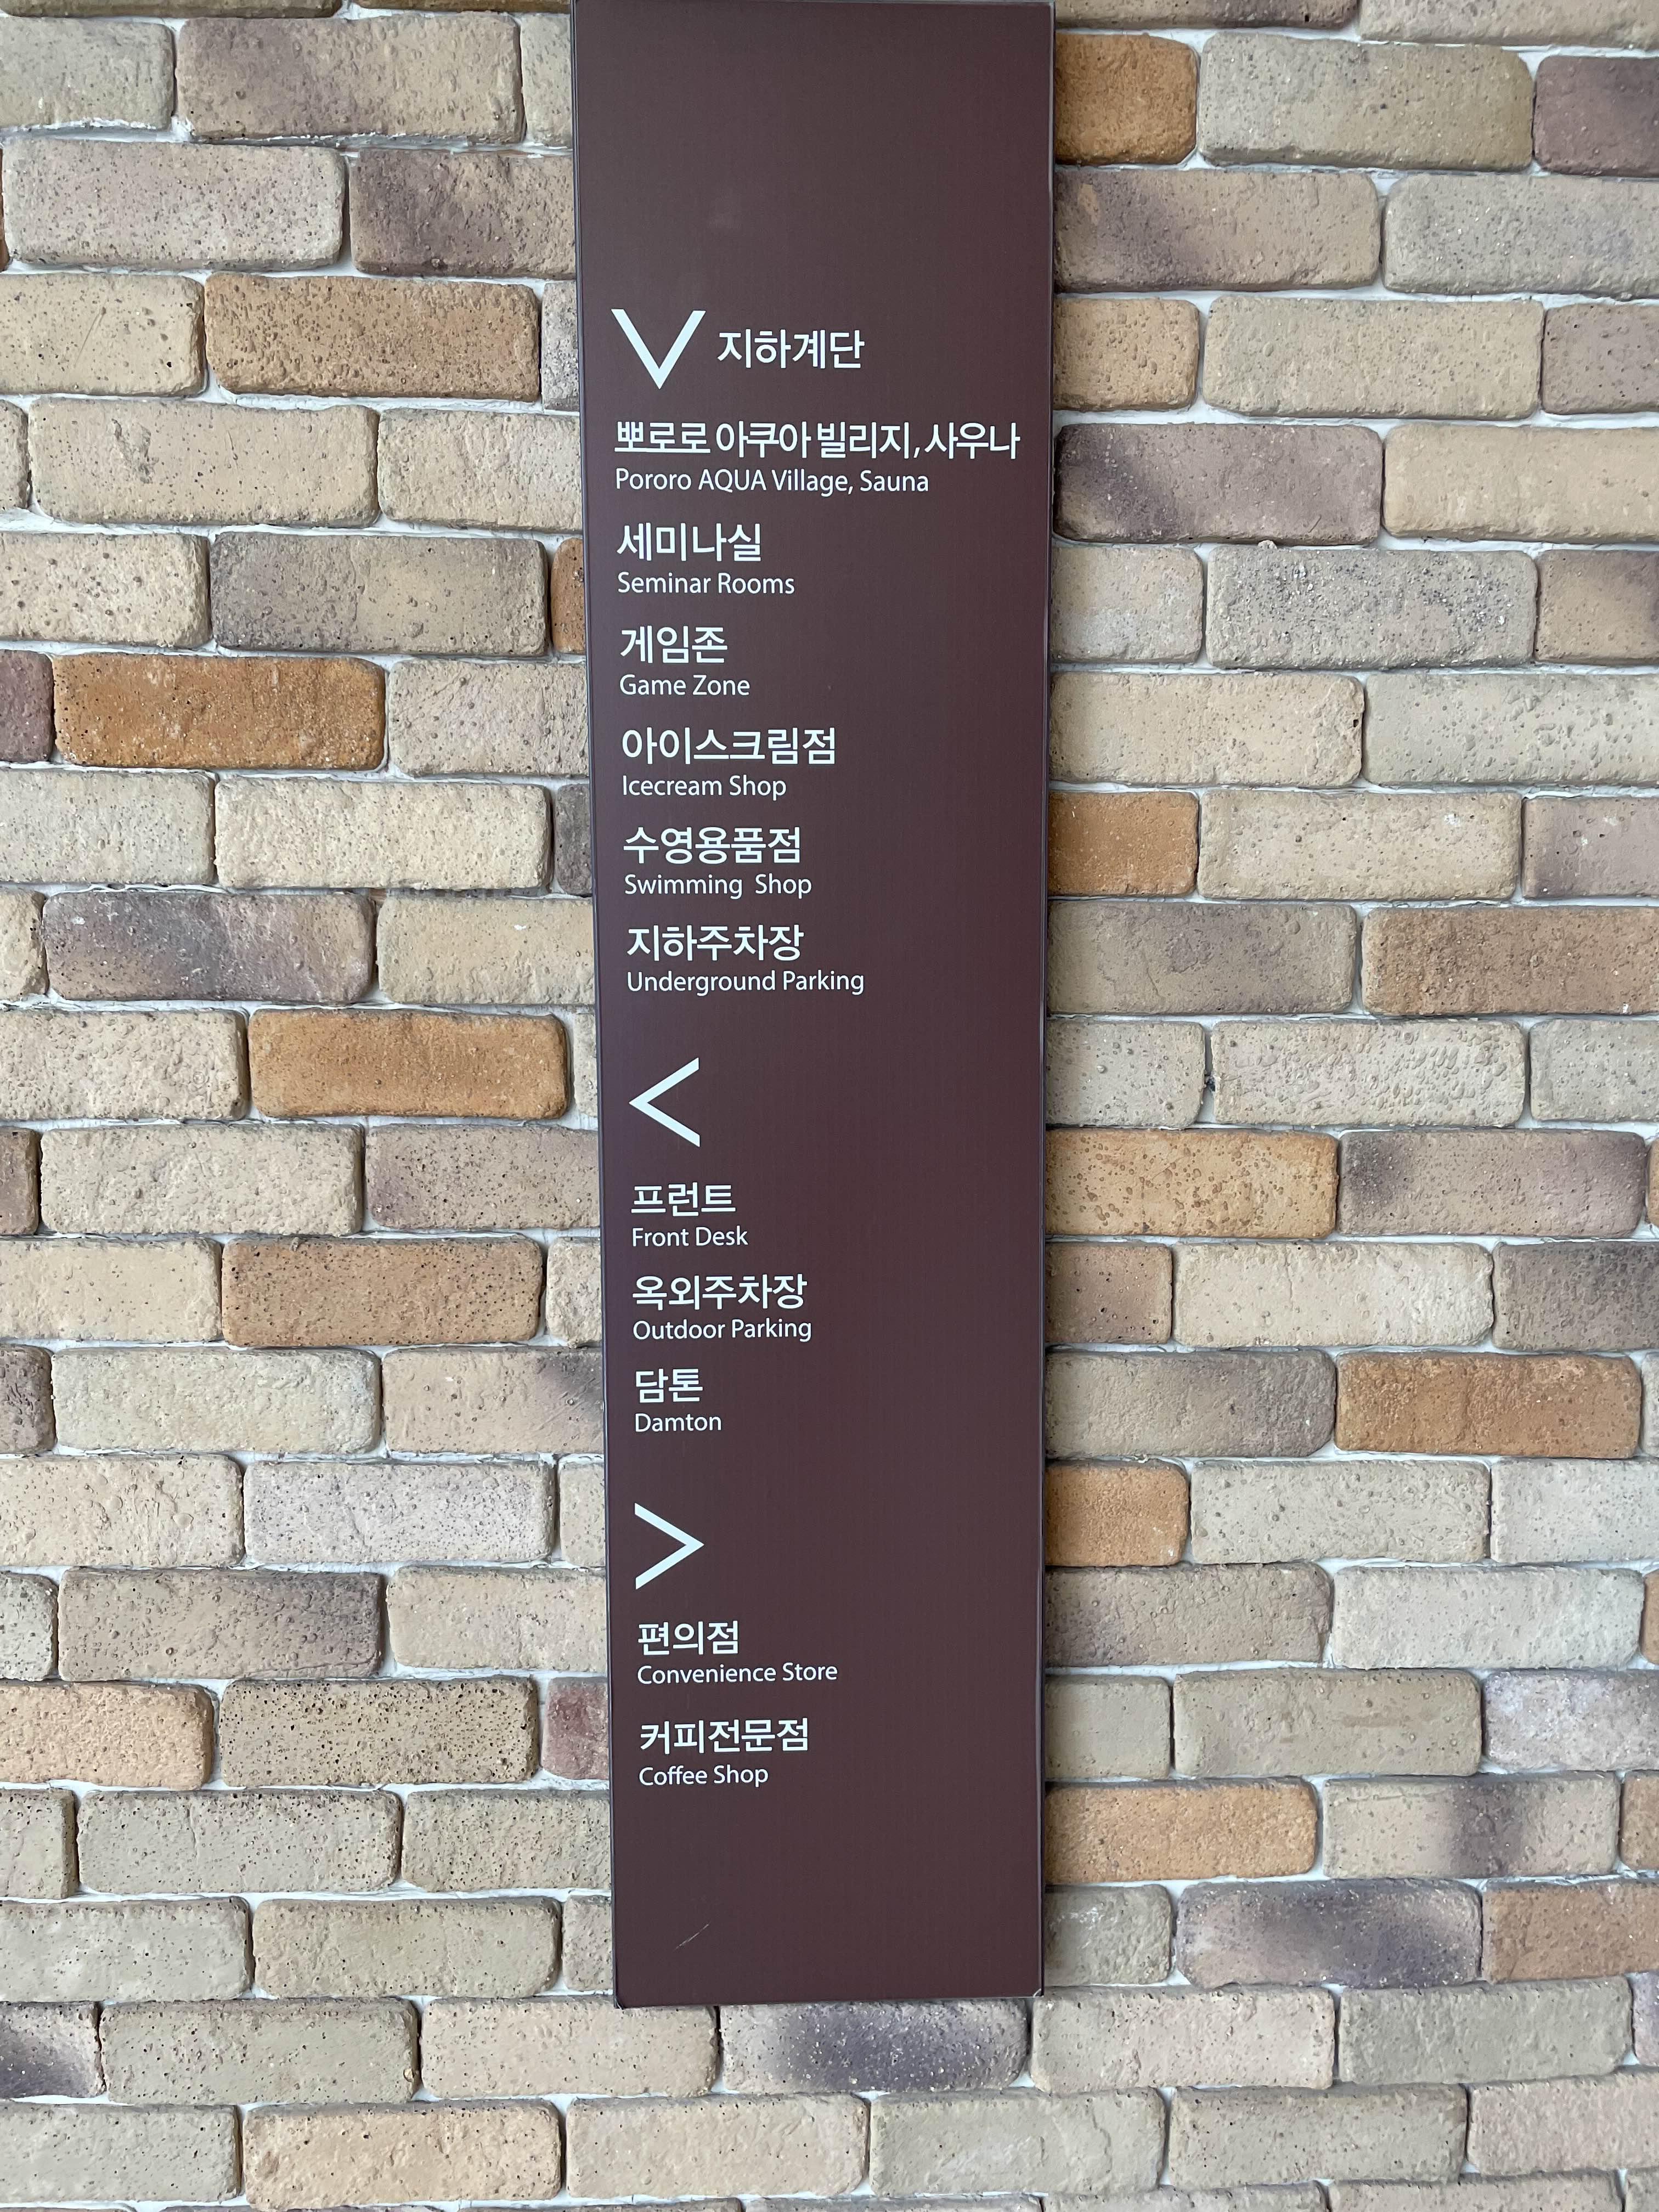 지하계단
뽀로로 아쿠아 빌리지, 사우나
Pororo AQUA Village, Sauna
세미나실
Seminar Rooms
게임존
Game Zone
아이스크림점
Icecream Shop
수영용품점
Swimming Shop
지하주차장
Underground Parking
프런트
Front Desk
옥외주차장
Outdoor Parking
담톤
Damton
편의점
Convenience Store
커피전문점
Coffee Shop